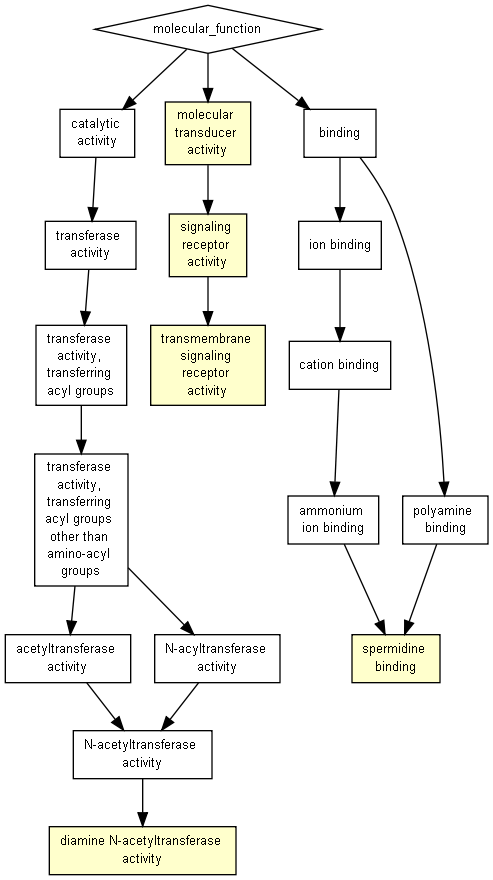 molecular_function
catalytic
activity
molecular
transducer
activity
binding
transferase
activity
signaling
receptor
activity
ion binding
transferase
activity,
transferring
acyl groups
transmembrane
signaling
receptor
activity
cation binding
transferase
activity,
transferring
acyl groups
other than
amino-acyl
groups
ammonium
ion binding
polyamine
binding
acetyltransferase
activity
N-acyltransferase
activity
spermidine
binding
N-acetyltransferase
activity
diamine N-acetyltransferase
activity